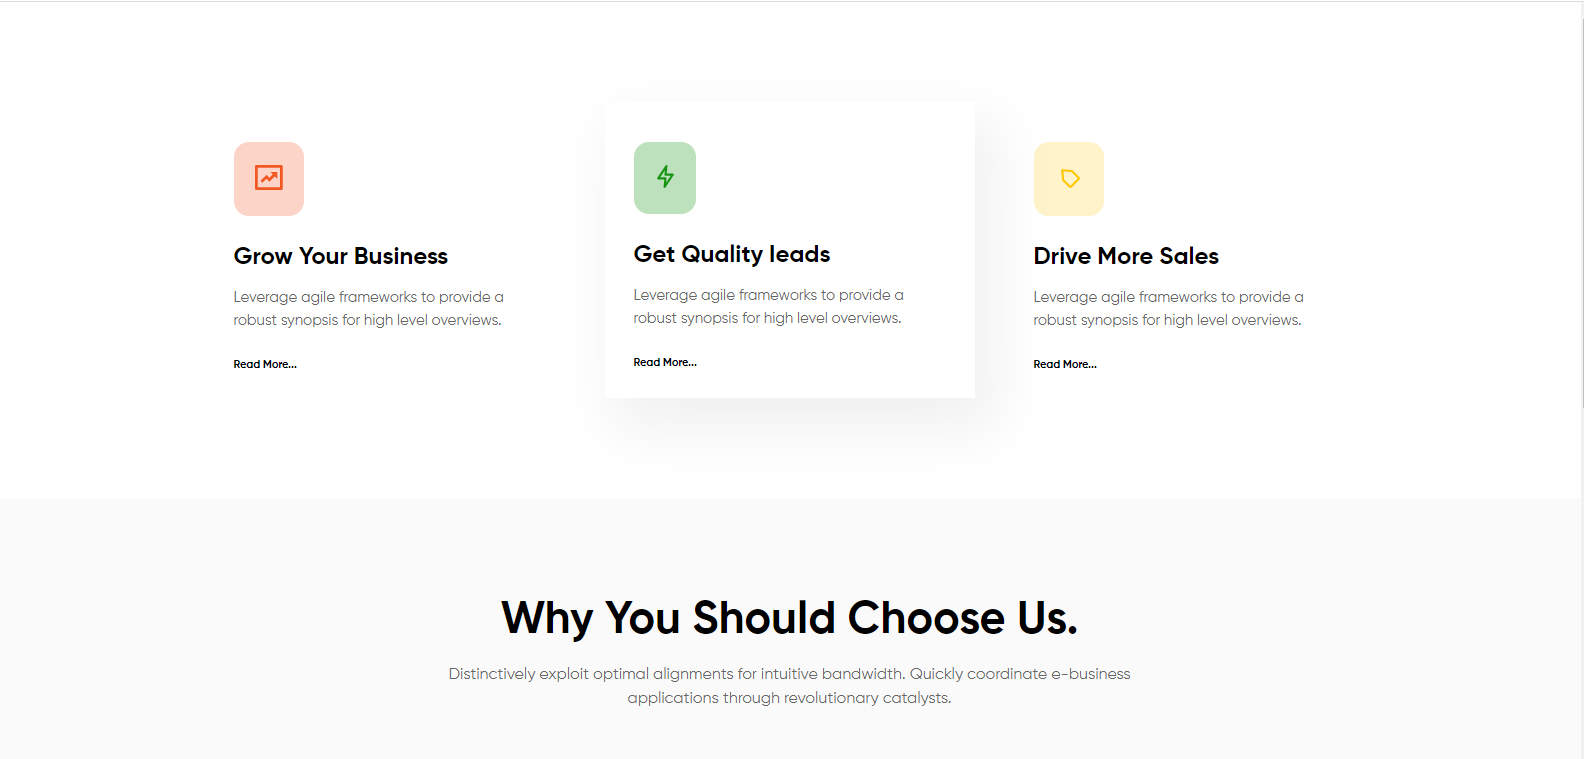 Grow Your Business
Leverage agile frameworks to provide a
robust synopsis for high level overviews.
Read More...
Get Quality leads
Leverage agile frameworks to provide a
robust synopsis for high level overviews.
Read More...
Drive More Sales
Leverage agile frameworks to provide a
robust synopsis for high level overviews.
Read More...
Why You Should Choose Us.
Distinctively exploit optimal alignments for intuitive bandwidth. Quickly coordinate e-business
applications through revolutionary catalysts.